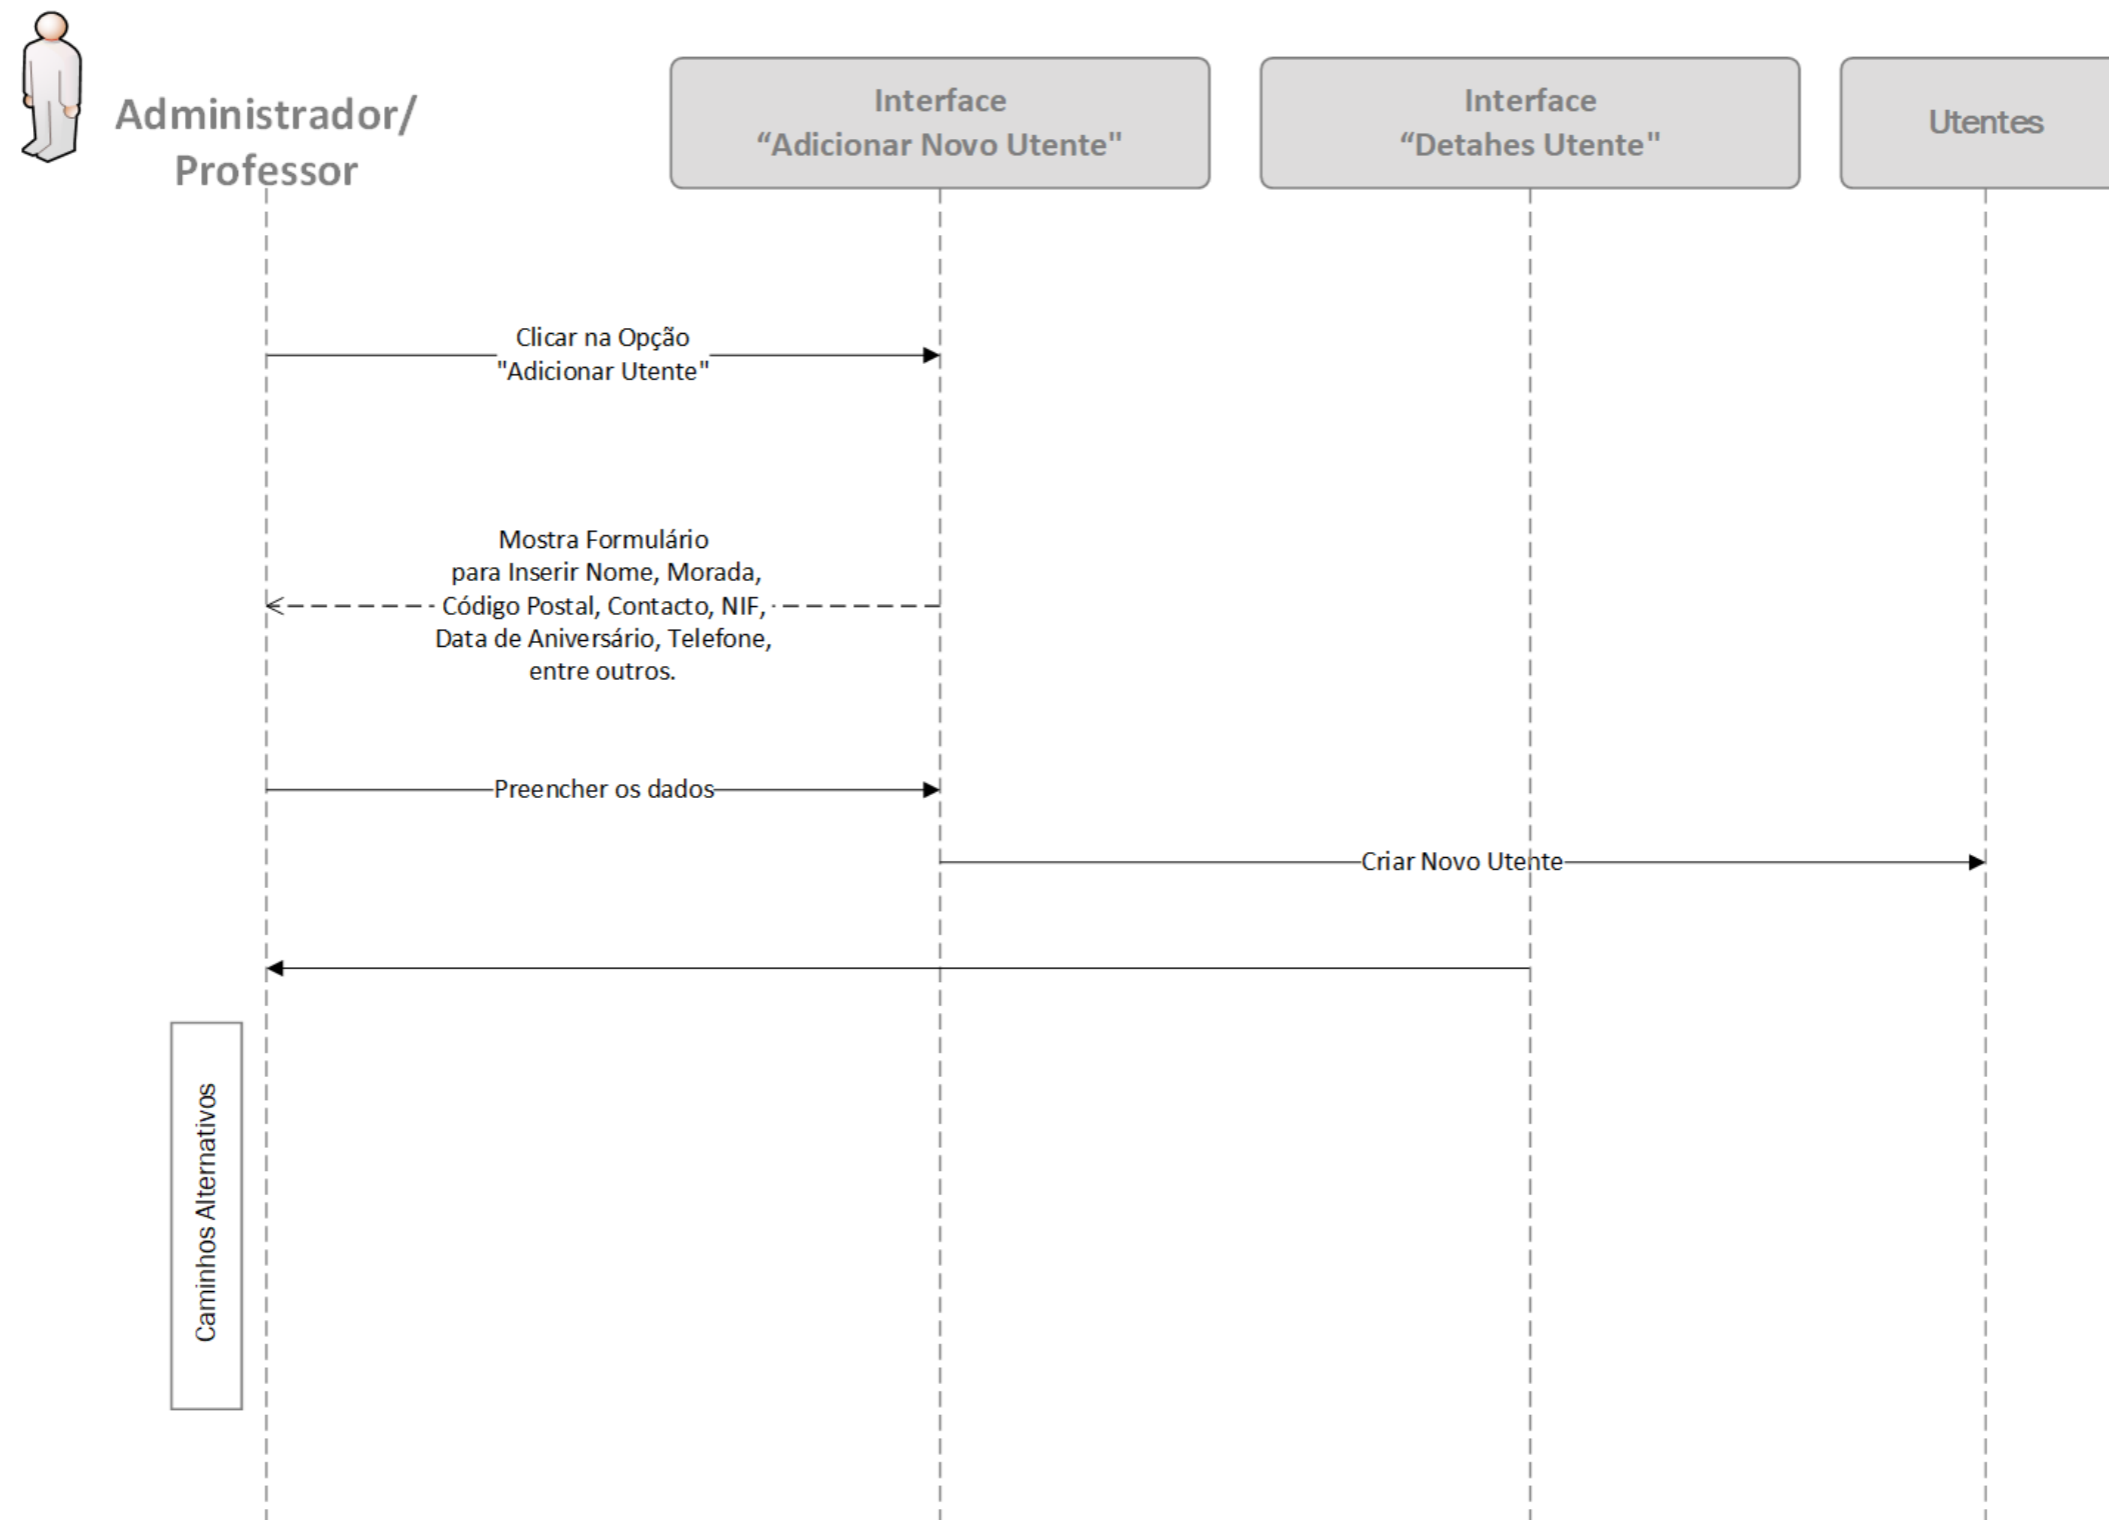 Administrador/
Professor
Interface
“Adicionar Novo Utente"
Interface
“Detahes Utente"
Utentes
Clicar na Opção
"Adicionar Utente"
Mostra Formulário
para Inserir Nome, Morada,
Código Postal, Contacto, NIF,
Data de Aniversário, Telefone,
entre outros.
Preencher os dados
Criar Novo Utente
Caminhos Alternativos